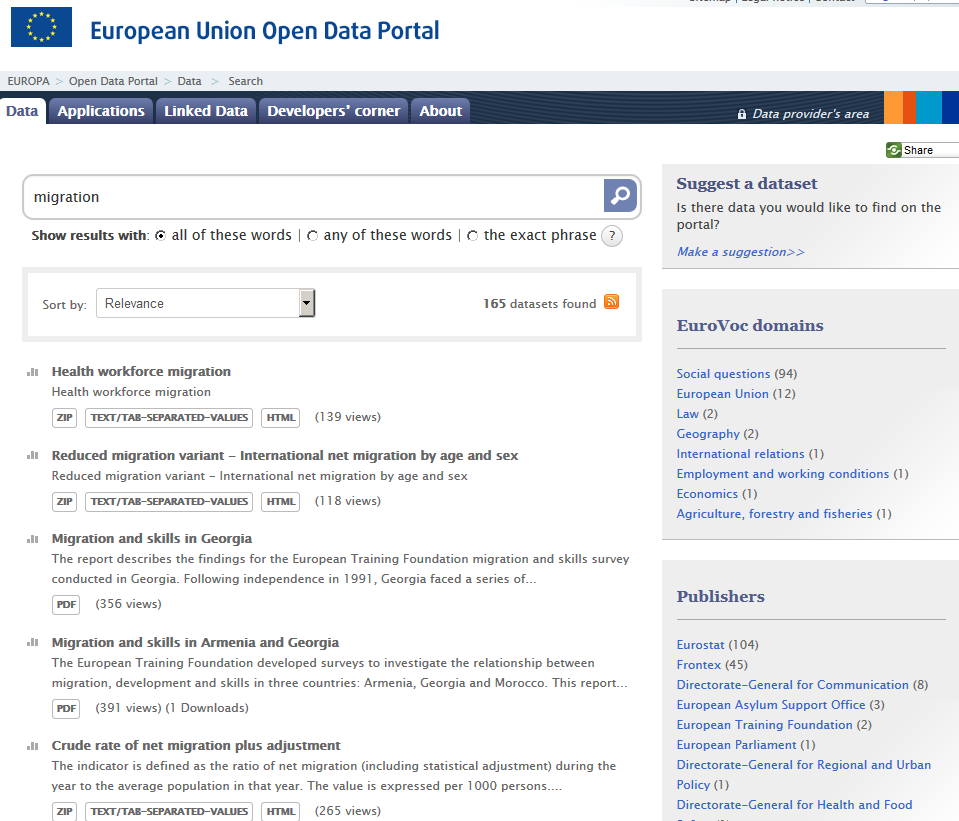 Sitemap | Legal notice | Contact
European Union Open Data Portal
EUROPA > Open Data Portal > Data > Search
Data Applications Linked Data Developers' corner About
Data provider's area
Share
migration
Show results with: all of these words | any of these words | the exact phrase ?
Sort by: Relevance
165 datasets found
Health workforce migration
Health workforce migration
ZIP TEXT/TAB-SEPARATED-VALUES HTML (139 views)
Reduced migration variant – International net migration by age and sex
Reduced migration variant – International net migration by age and sex
ZIP TEXT/TAB-SEPARATED-VALUES HTML (118 views)
Migration and skills in Georgia
The report describes the findings for the European Training Foundation migration and skills survey
conducted in Georgia. Following independence in 1991, Georgia faced a series of...
PDF (356 views)
Migration and skills in Armenia and Georgia
The European Training Foundation developed surveys to investigate the relationship between
migration, development and skills in three countries: Armenia, Georgia and Morocco. This report...
PDF (391 views) (1 Downloads)
Crude rate of net migration plus adjustment
The indicator is defined as the ratio of net migration (including statistical adjustment) during the
year to the average population in that year. The value is expressed per 1000 persons....
ZIP TEXT/TAB-SEPARATED-VALUES HTML (265 views)
Suggest a dataset
Is there data you would like to find on the
portal?
Make a suggestion>>
EuroVoc domains
Social questions (94)
European Union (12)
Law (2)
Geography (2)
International relations (1)
Employment and working conditions (1)
Economics (1)
Agriculture, forestry and fisheries (1)
Publishers
Eurostat (104)
Frontex (45)
Directorate-General for Communication (8)
European Asylum Support Office (3)
European Training Foundation (2)
European Parliament (1)
Directorate-General for Regional and Urban
Policy (1)
Directorate-General for Health and Food